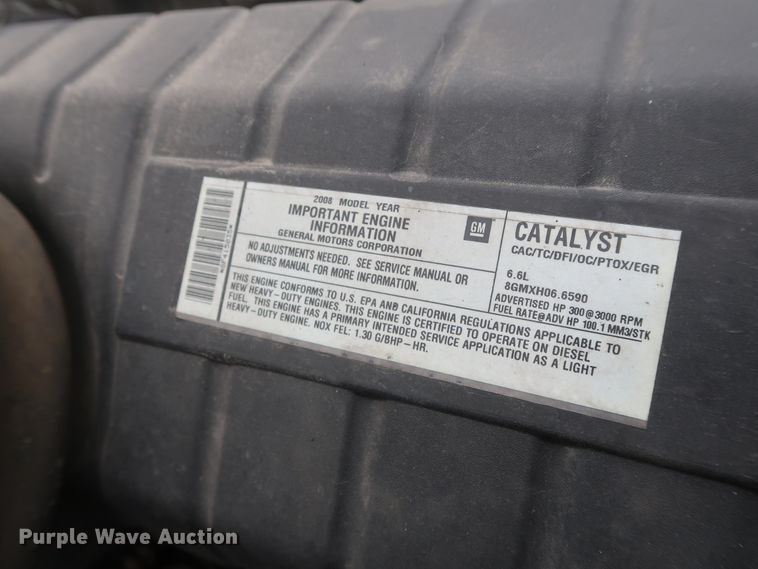 2008 MODEL YEAR
IMPORTANT ENGINE
INFORMATION
GENERAL MOTORS CORPORATION
GM
NO ADJUSTMENTS NEEDED. SEE SERVICE MANUAL OR
OWNERS MANUAL FOR MORE INFORMATION.
CATALYST
CAC/TC/DFI/OC/PTOX/EGR
6.6L
8GMXH06.6590
ADVERTISED HP 300@3000 RPM
FUEL RATE@ADV HP 100.1 MM3/STK
THIS ENGINE CONFORMS TO U.S. EPA AND CALIFORNIA REGULATIONS APPLICABLE TO
NEW HEAVY-DUTY ENGINES. THIS ENGINE IS CERTIFIED TO OPERATE ON DIESEL
FUEL. THIS ENGINE HAS A PRIMARY INTENDED SERVICE APPLICATION AS A LIGHT
HEAVY-DUTY ENGINE. NOX FEL: 1.30 G/BHP-HR.
Purple Wave Auction®